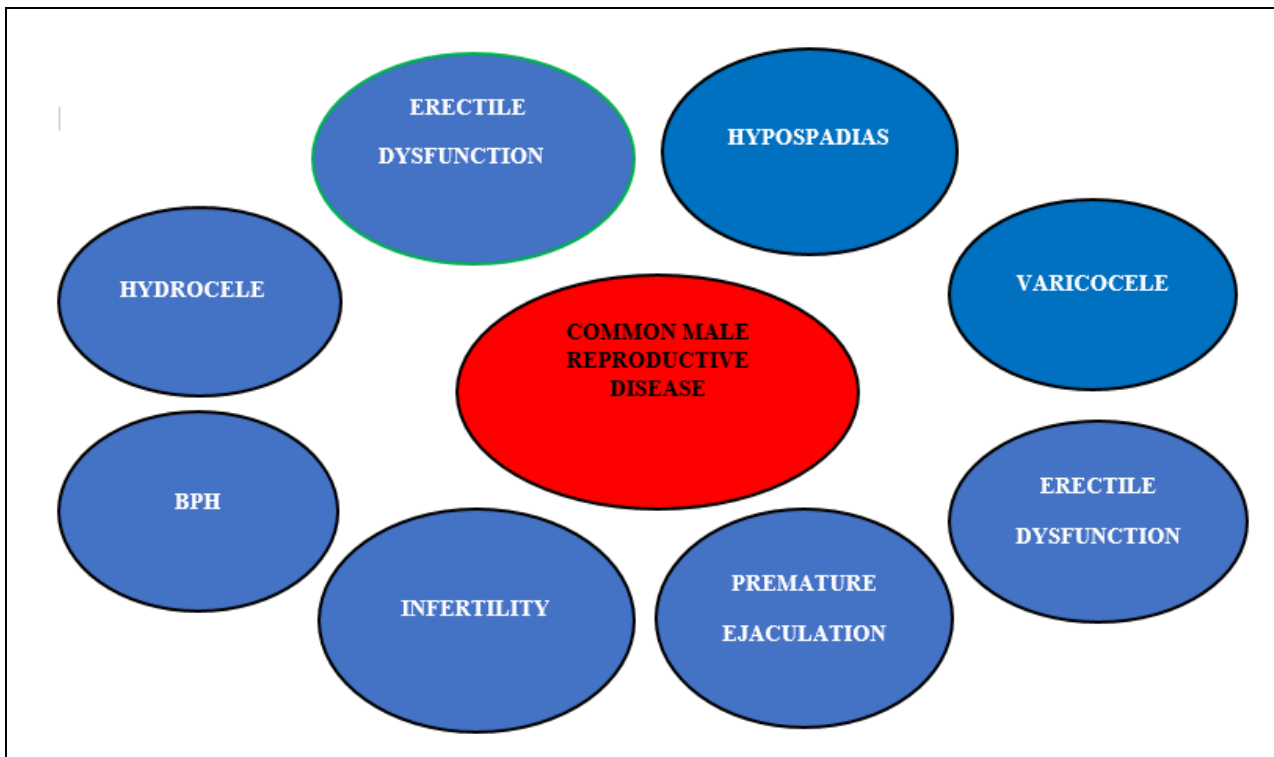 ERECTILE
DYSFUNCTION
HYPOSPADIAS
HYDROCELE
VARICOCELE
COMMON MALE
REPRODUCTIVE
DISEASE
BPH
ERECTILE
DYSFUNCTION
INFERTILITY
PREMATURE
EJACULATION